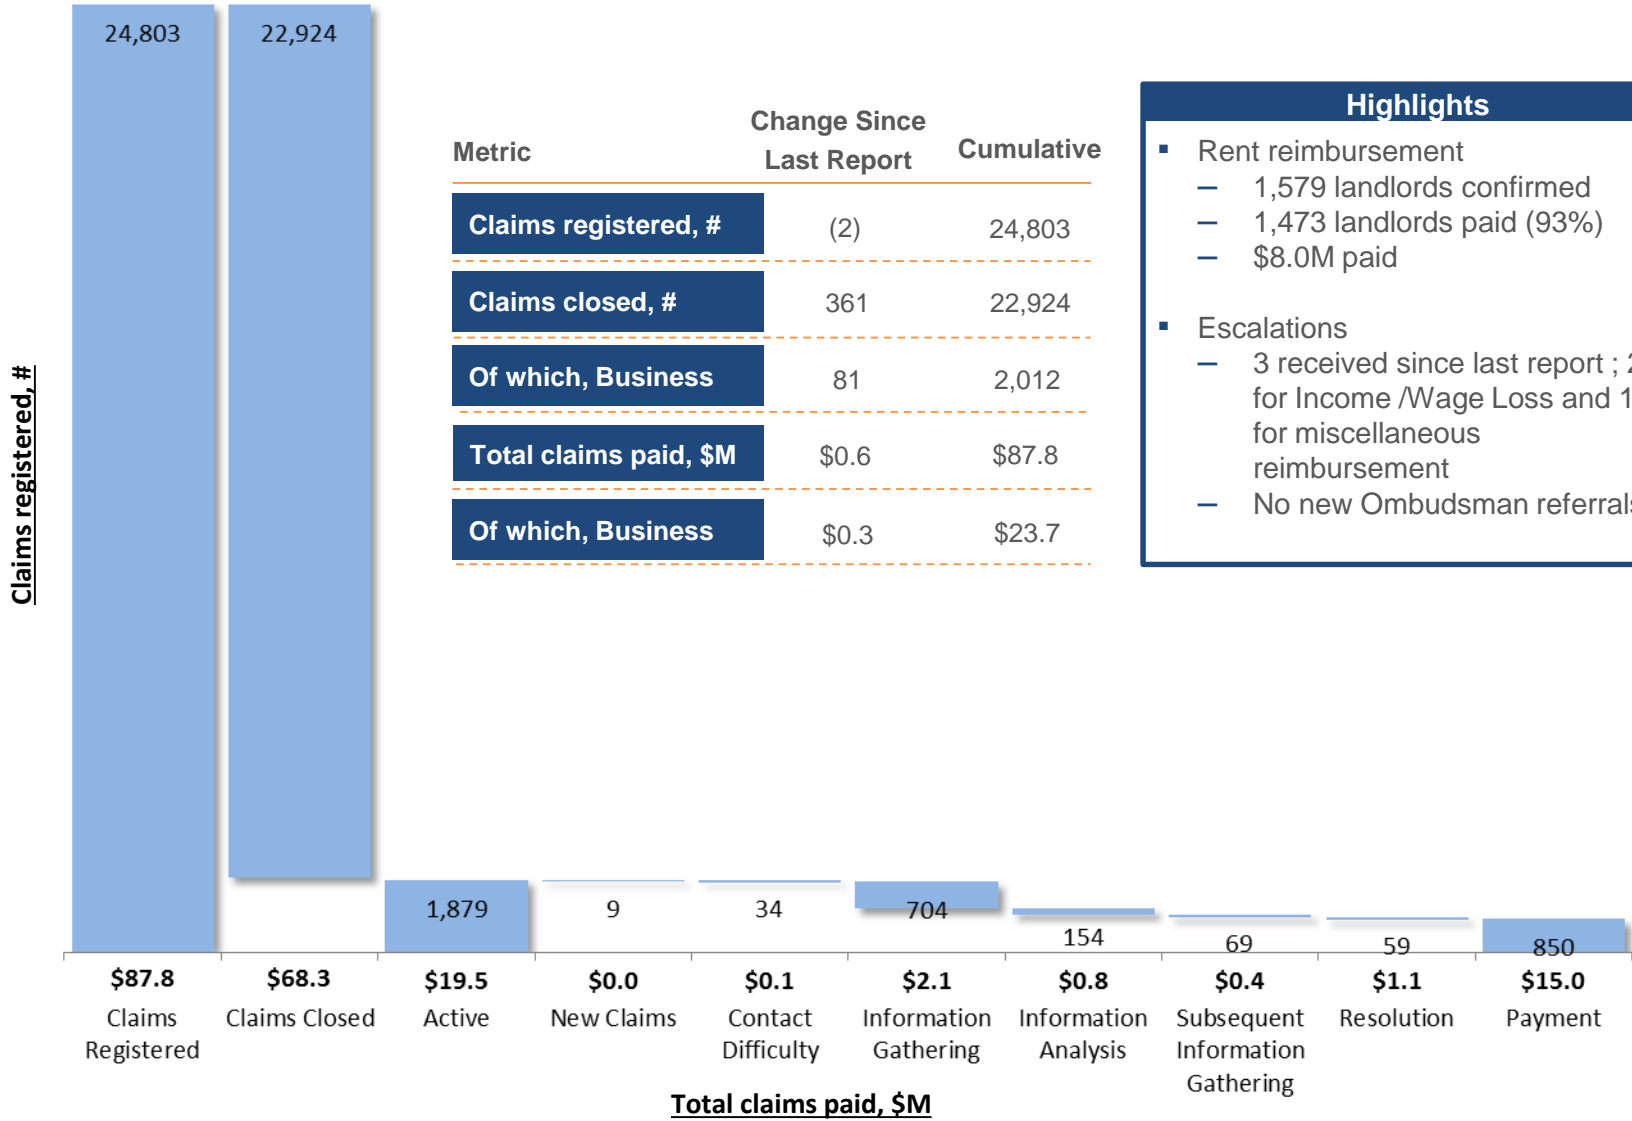 24,803
22,924
Claims registered, #
Metric
Change Since
Last Report
Cumulative
Claims registered, #
(2)
24,803
Claims closed, #
361
22,924
Of which, Business
81
2,012
Total claims paid, $M
$0.6
$87.8
Of which, Business
$0.3
$23.7
Highlights
▪ Rent reimbursement
– 1,579 landlords confirmed
– 1,473 landlords paid (93%)
– $8.0M paid
▪ Escalations
– 3 received since last report ; 2
for Income /Wage Loss and 1
for miscellaneous
reimbursement
– No new Ombudsman referrals
1,879
9
34
704
154
69
59
850
$87.8
$68.3
$19.5
$0.0
$0.1
$2.1
$0.8
$0.4
$1.1
$15.0
Claims
Registered
Claims Closed
Active
New Claims
Contact
Difficulty
Information
Gathering
Information
Analysis
Subsequent
Information
Gathering
Resolution
Payment
Total claims paid, $M